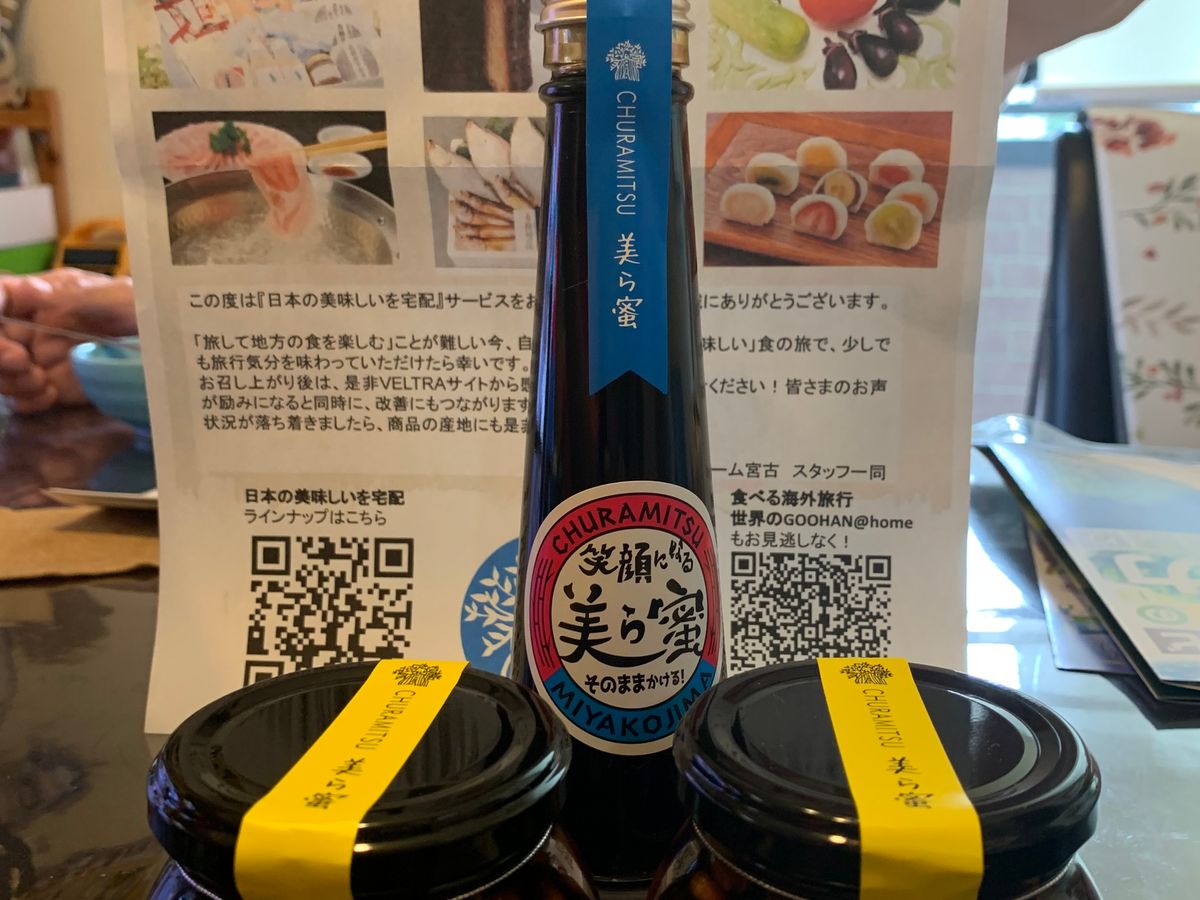 CHURAMITSU 美ら蜜
この度は『日本の美味しいを宅配』サービスをお
にありがとうございます。
「旅して地方の食を楽しむ」ことが難しい今、自
味しい」食の旅で、少しで
も旅行気分を味わっていただけたら幸いです。
お召し上がり後は、是非VELTRAサイトから
ください！皆さまのお声
が励みになると同時に、改善にもつながります
状況が落ち着きましたら、商品の産地にも是非
ーム宮古 スタッフ一同
日本の美味しいを宅配
ラインナップはこちら
食べる海外旅行
世界のGOOHAN@home
もお見逃しなく！
CHURAMITSU
笑顔になる
美ら蜜
そのままかける!
MIYAKOJIMA
CHURAMITSU 美ら蜜
CHURAMITSU 美ら蜜